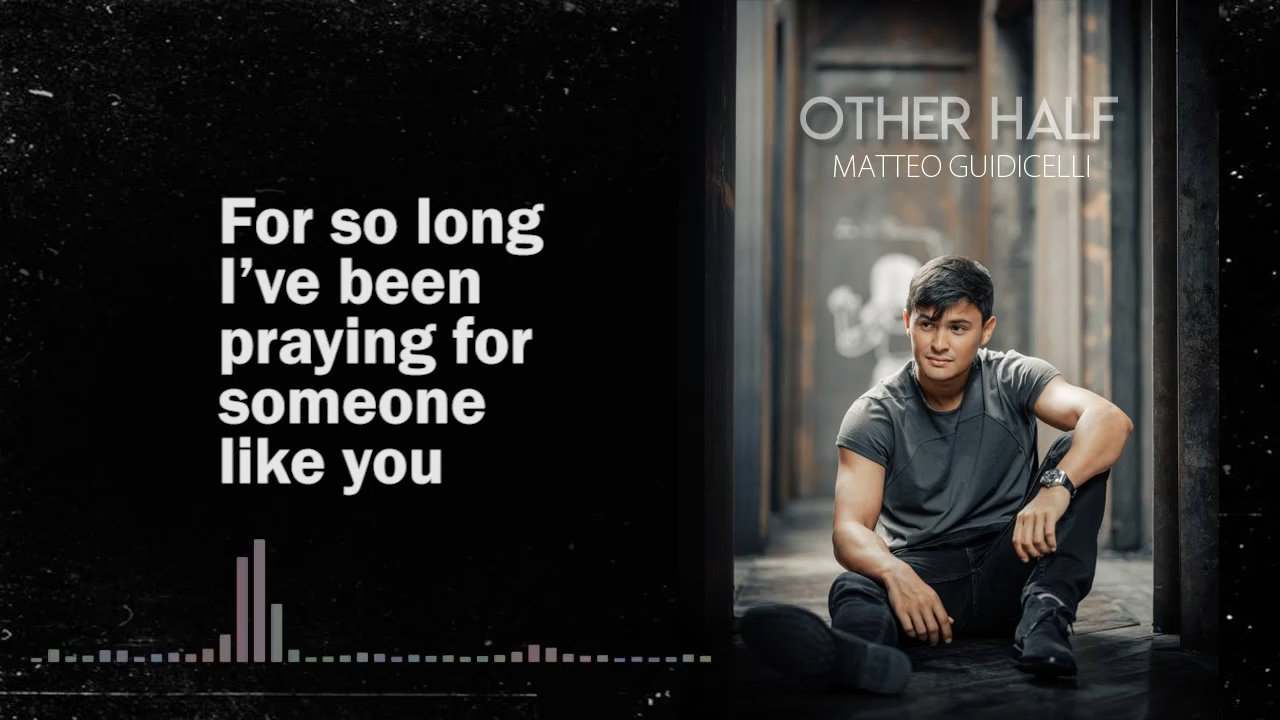 For so long
I’ve been
praying for
someone
like you
OTHER HALF
MATTEO GUIDICELLI